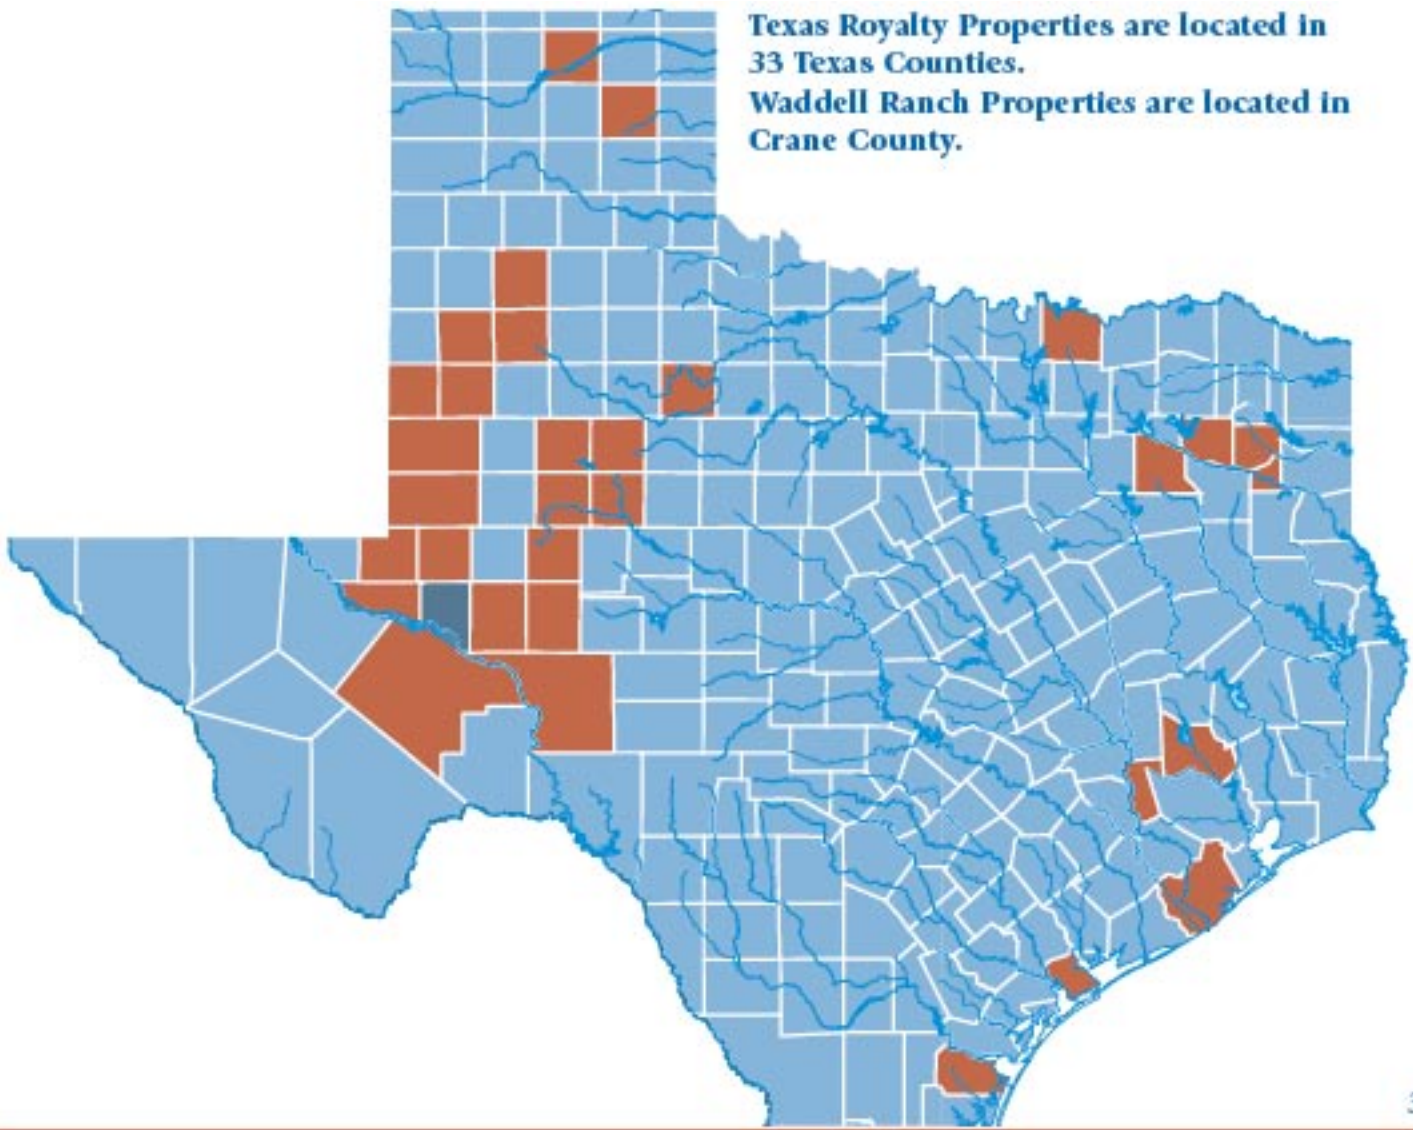 Texas Royalty Properties are located in
33 Texas Counties.
Waddell Ranch Properties are located in
Crane County.